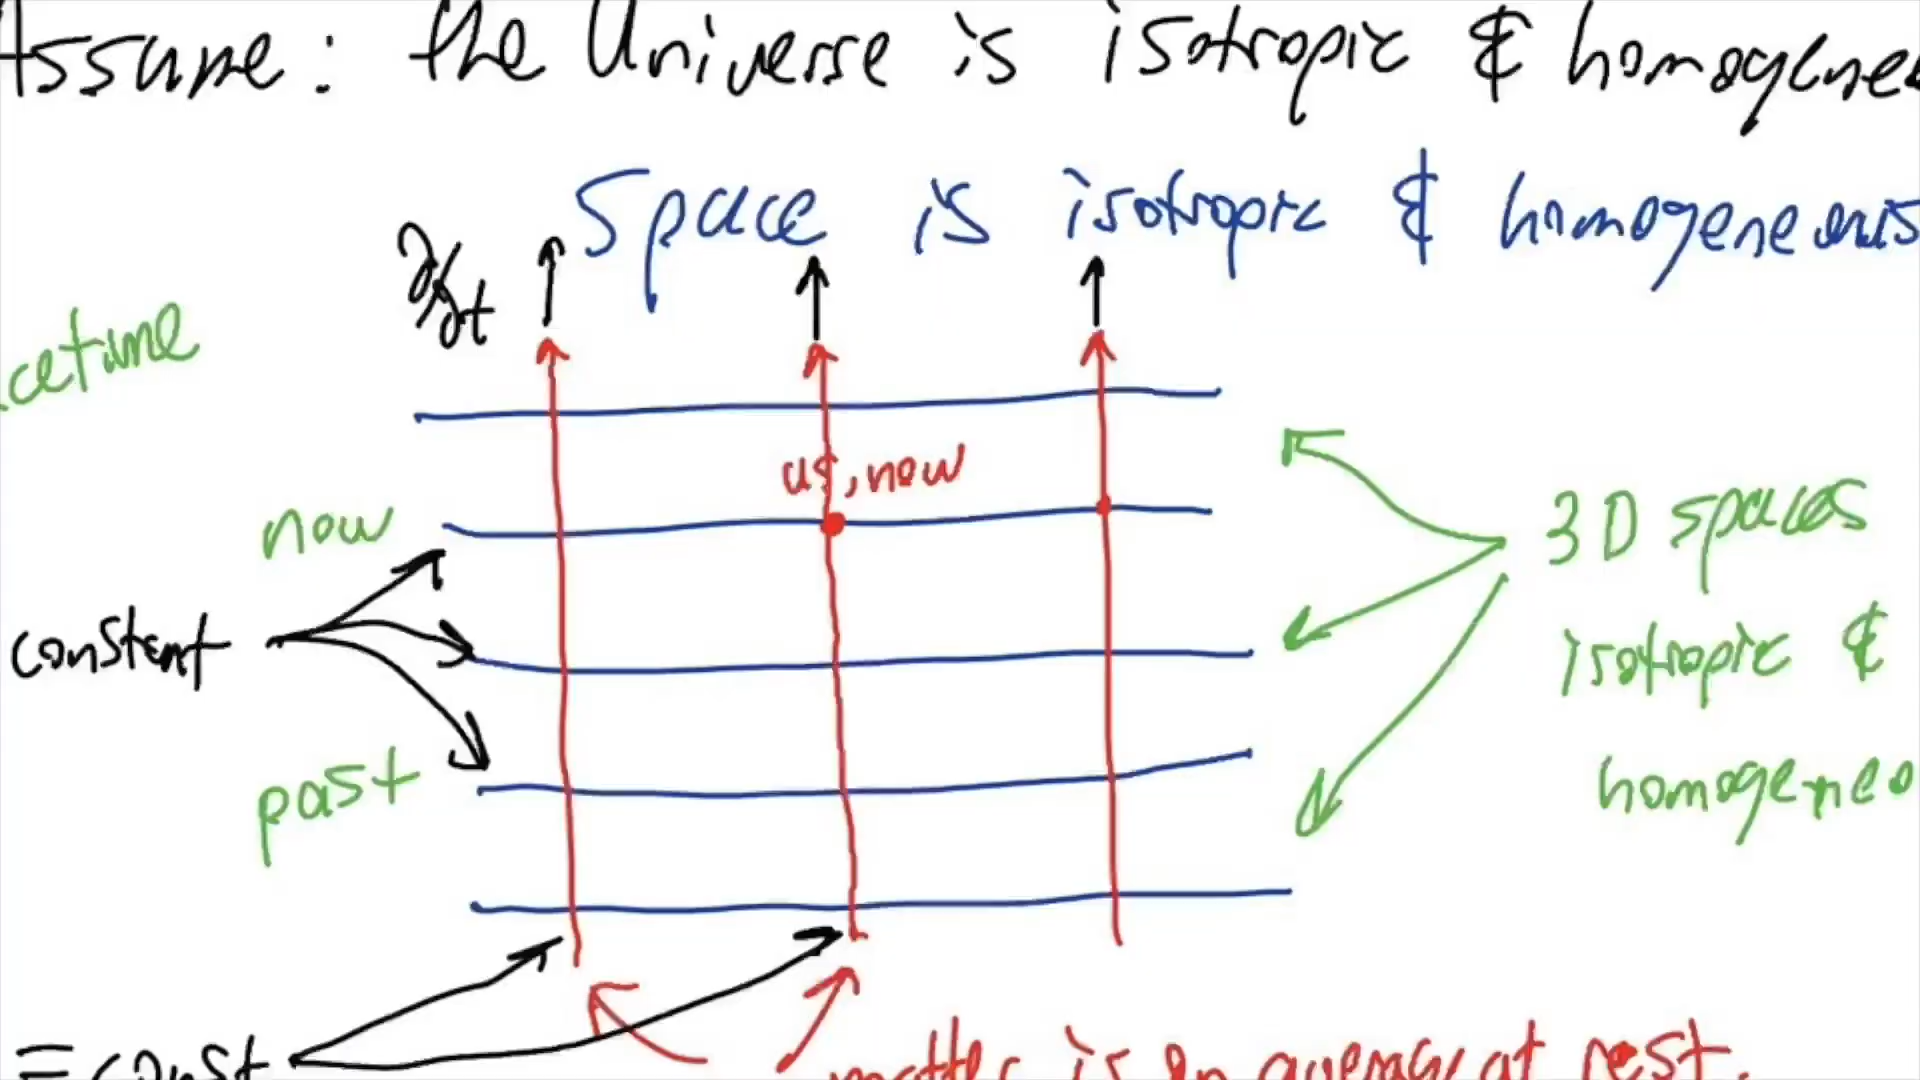 Assume: the Universe is isotropic & homogene
Space is isotropic & homogeneous
∂/∂t
cetime
us, now
now
3D spaces
constant
isotropic &
past
homogeneo
= const
matter is on average at rest.